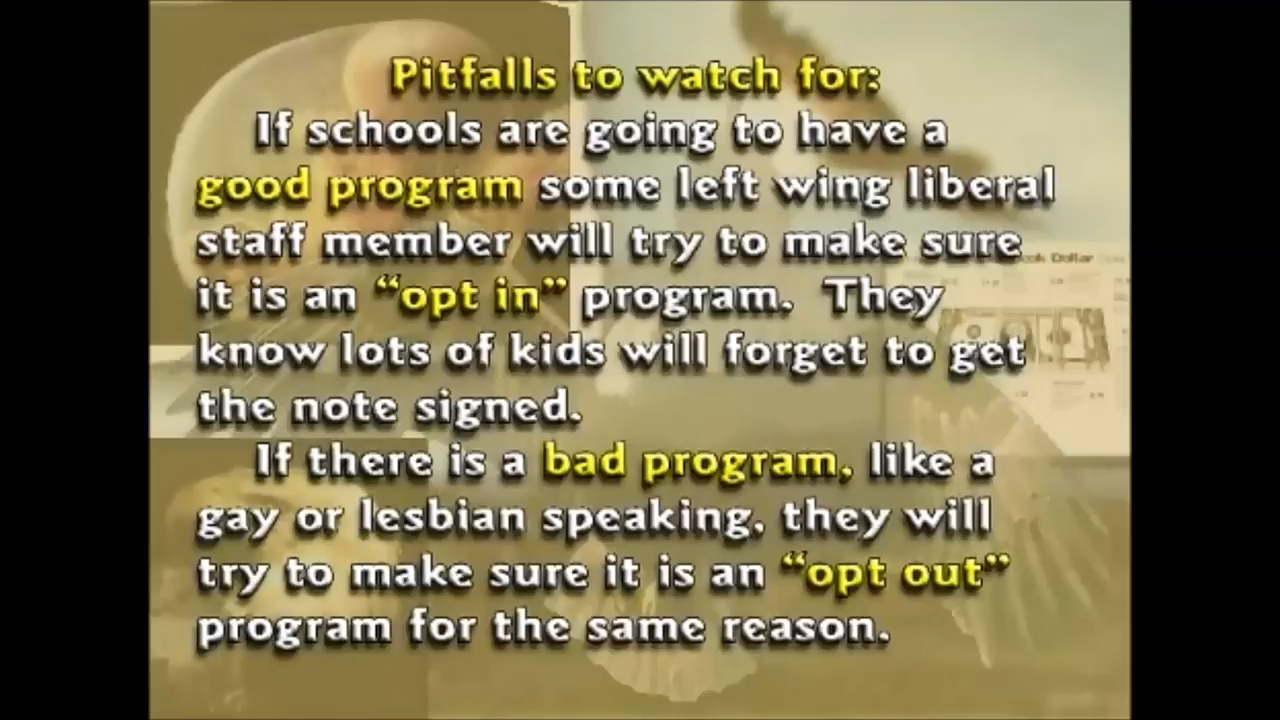 Pitfalls to watch for:
If schools are going to have a
good program some left wing liberal
staff member will try to make sure
it is an “opt in” program. They
know lots of kids will forget to get
the note signed.
If there is a bad program, like a
gay or lesbian speaking, they will
try to make sure it is an “opt out”
program for the same reason.